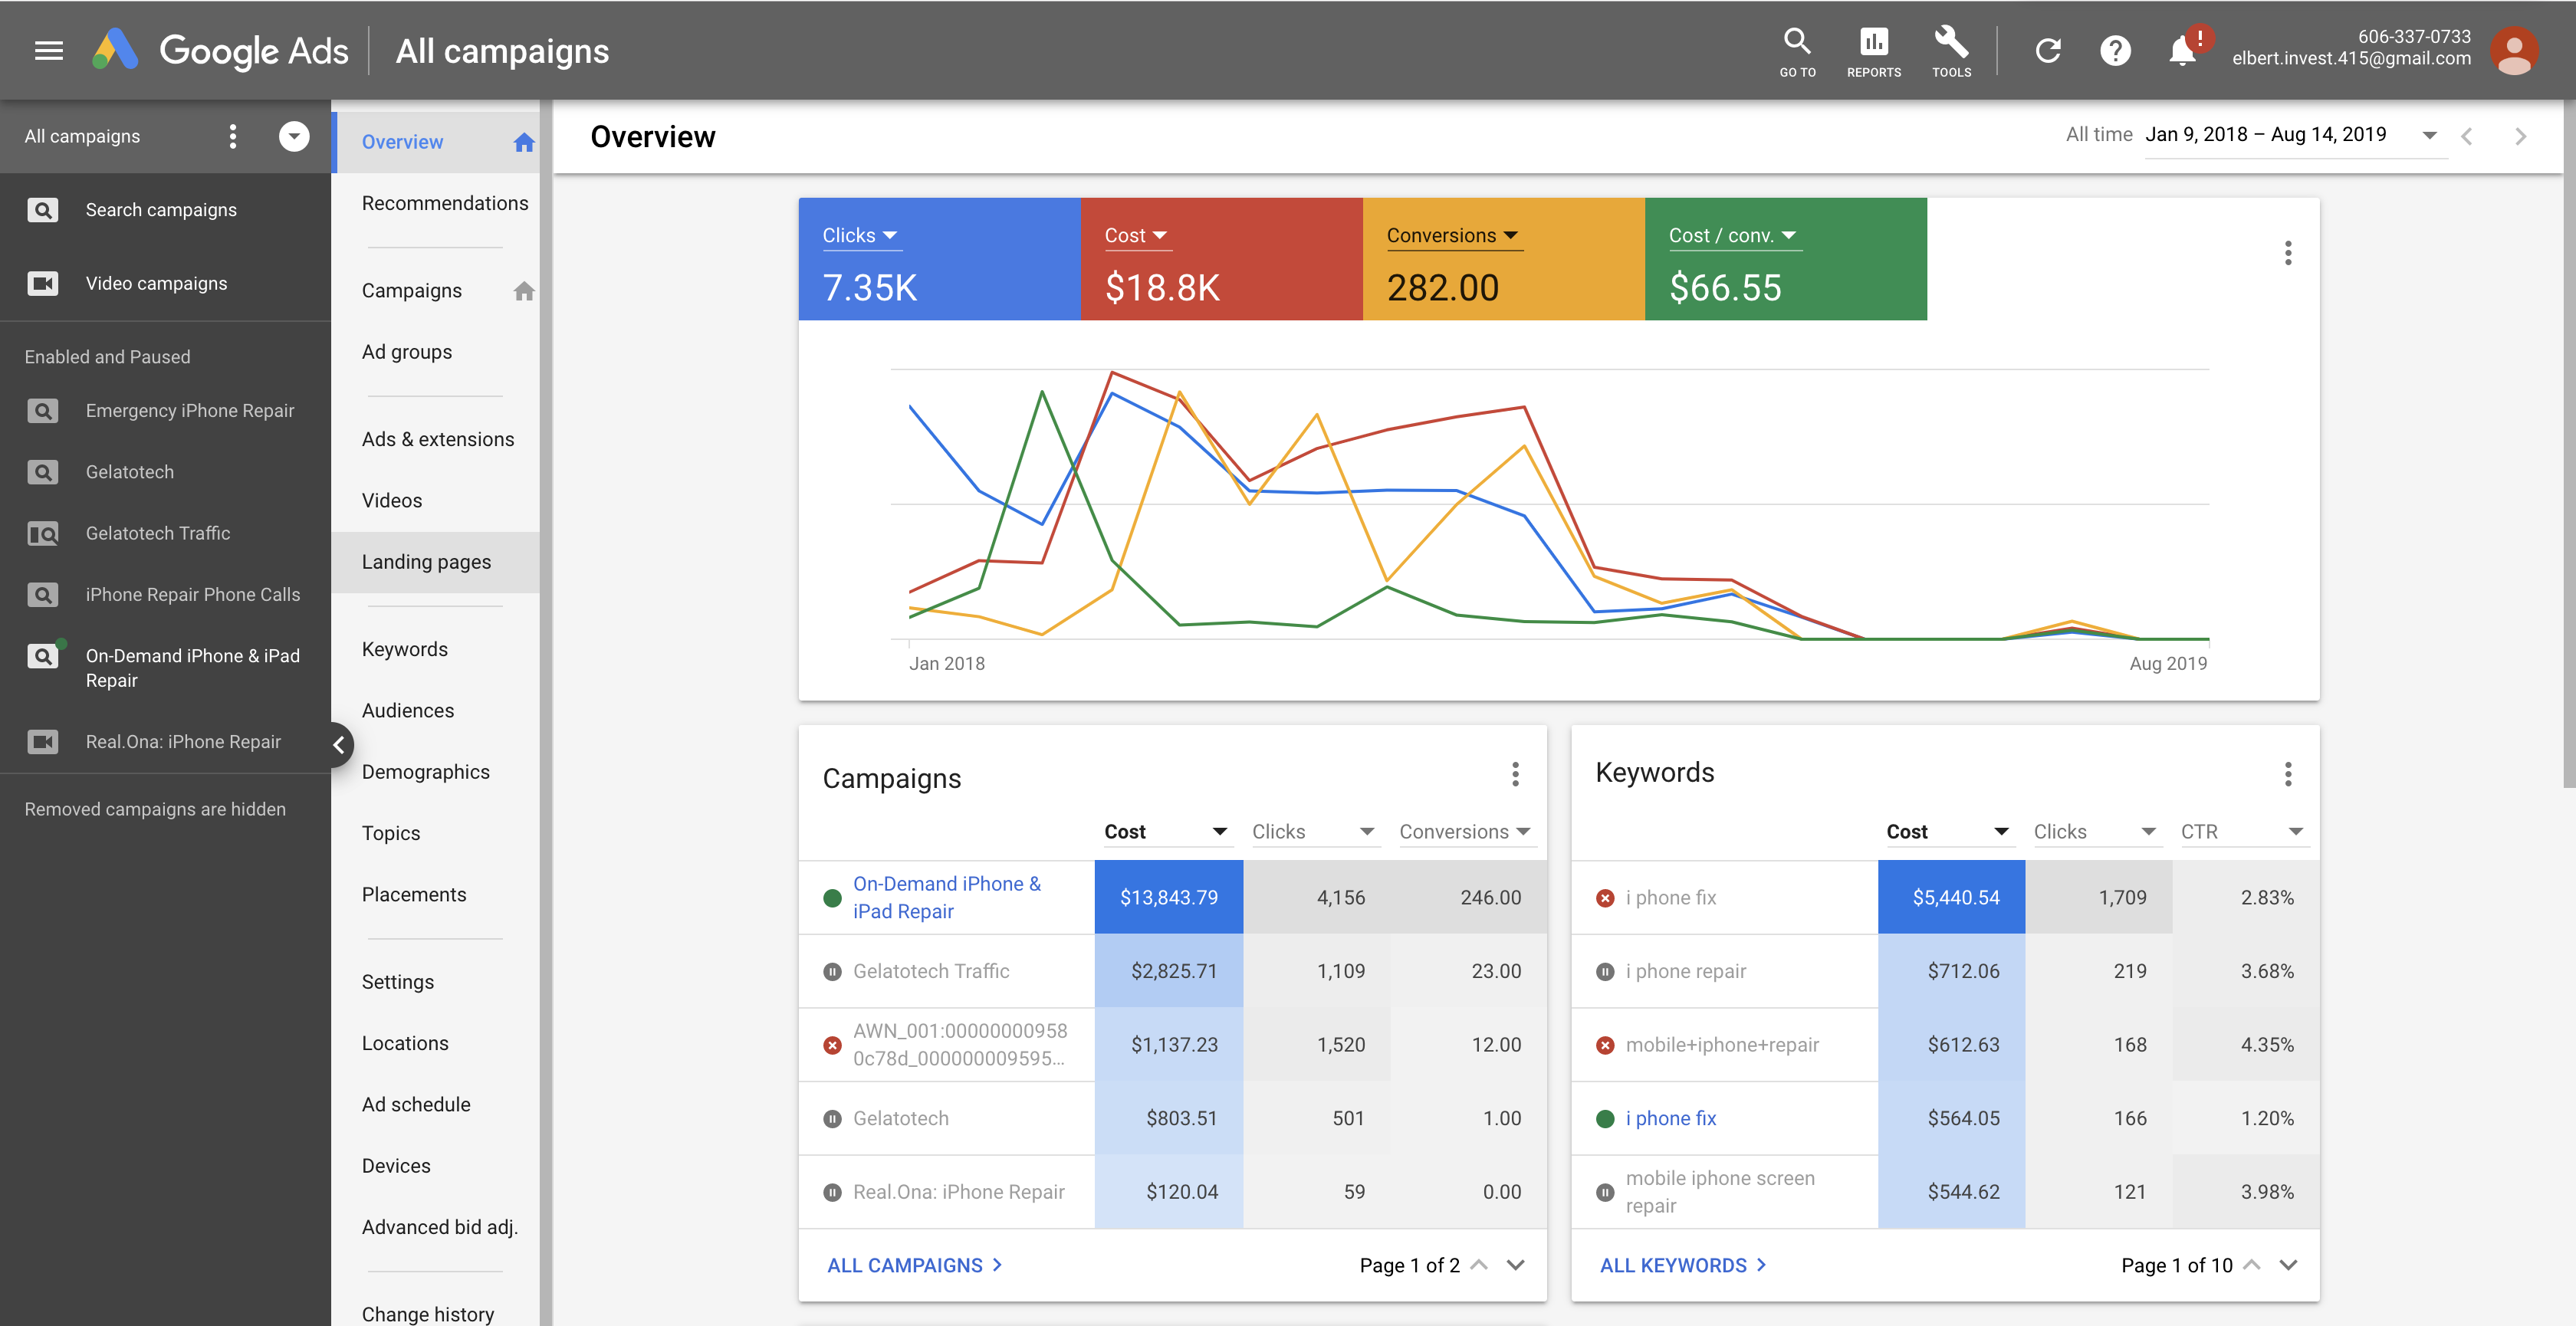 Google Ads
All campaigns
GO TO
REPORTS
TOOLS
!
606-337-0733
elbert.invest.415@gmail.com
All campaigns
Search campaigns
Video campaigns
Enabled and Paused
Emergency iPhone Repair
Gelatotech
Gelatotech Traffic
iPhone Repair Phone Calls
On-Demand iPhone & iPad
Repair
Real.Ona: iPhone Repair
Removed campaigns are hidden
Overview
Recommendations
Campaigns
Ad groups
Ads & extensions
Videos
Landing pages
Keywords
Audiences
Demographics
Topics
Placements
Settings
Locations
Ad schedule
Devices
Advanced bid adj.
Change history
Overview
All time Jan 9, 2018 – Aug 14, 2019
Clicks
7.35K
Cost
$18.8K
Conversions
282.00
Cost / conv.
$66.55
Jan 2018
Aug 2019
Campaigns
Cost Clicks Conversions
On-Demand iPhone &
iPad Repair
$13,843.79 4,156 246.00
Gelatotech Traffic $2,825.71 1,109 23.00
AWN_001:00000000958
0c78d_000000009595...
$1,137.23 1,520 12.00
Gelatotech $803.51 501 1.00
Real.Ona: iPhone Repair $120.04 59 0.00
ALL CAMPAIGNS
Page 1 of 2
Keywords
Cost Clicks CTR
i phone fix $5,440.54 1,709 2.83%
i phone repair $712.06 219 3.68%
mobile+iphone+repair $612.63 168 4.35%
i phone fix $564.05 166 1.20%
mobile iphone screen
repair
$544.62 121 3.98%
ALL KEYWORDS
Page 1 of 10